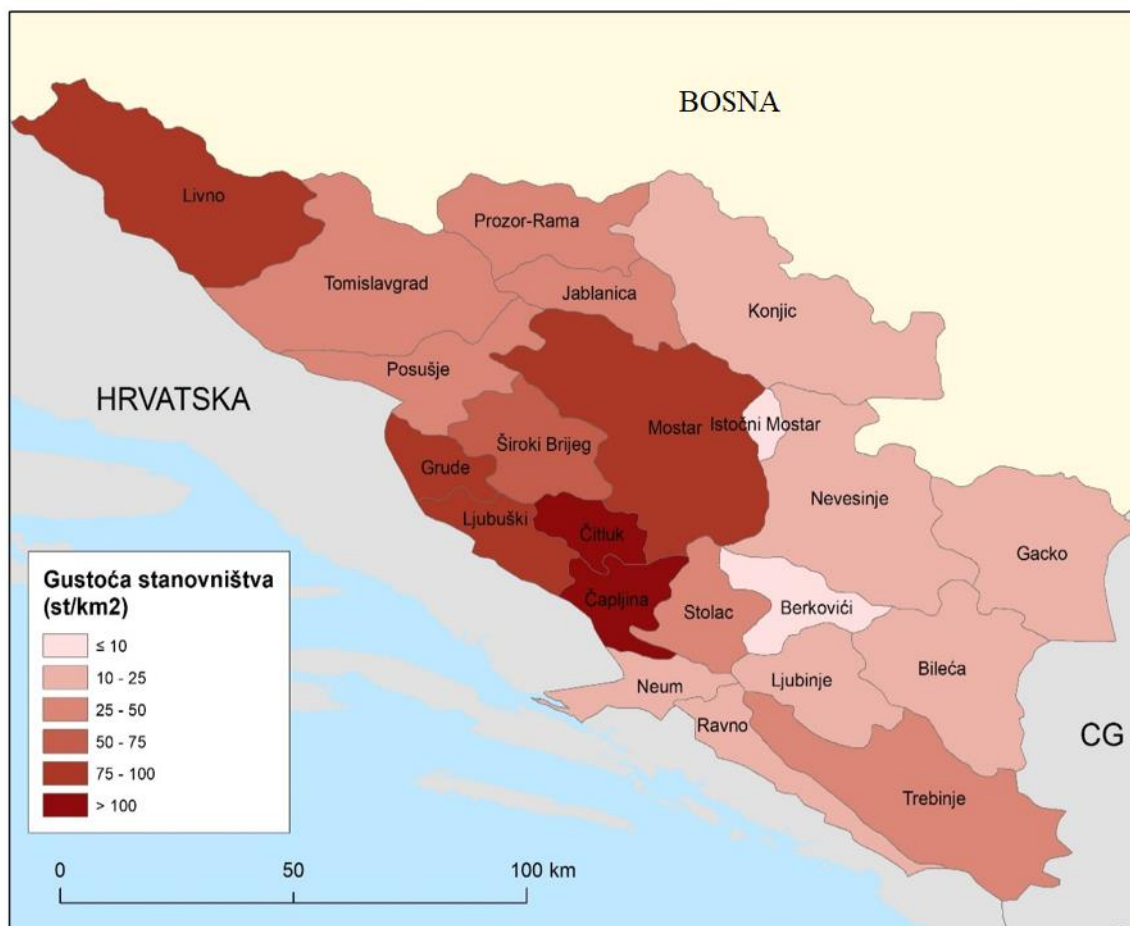 BOSNA
Livno
Prozor-Rama
Tomislavgrad
Jablanica
Konjic
Posušje
HRVATSKA
Mostar
Istočni Mostar
Široki Brijeg
Grude
Nevesinje
Ljubuški
Čitluk
Gacko
Čapljina
Stolac
Berkovići
Bileća
Ljubinje
Neum
Ravno
CG
Trebinje
Gustoća stanovništva
(st/km2)
≤ 10
10 - 25
25 - 50
50 - 75
75 - 100
> 100
0 50 100 km